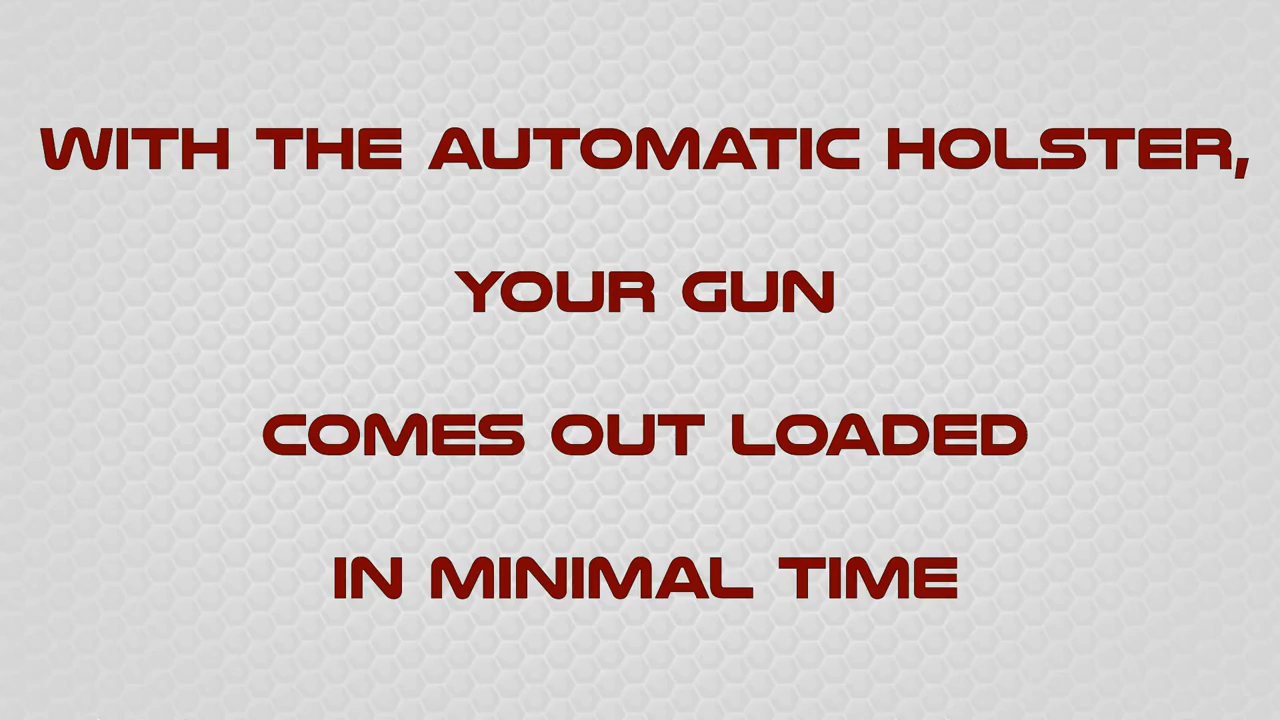 WITH THE AUTOMATIC HOLSTER,
YOUR GUN
COMES OUT LOADED
IN MINIMAL TIME